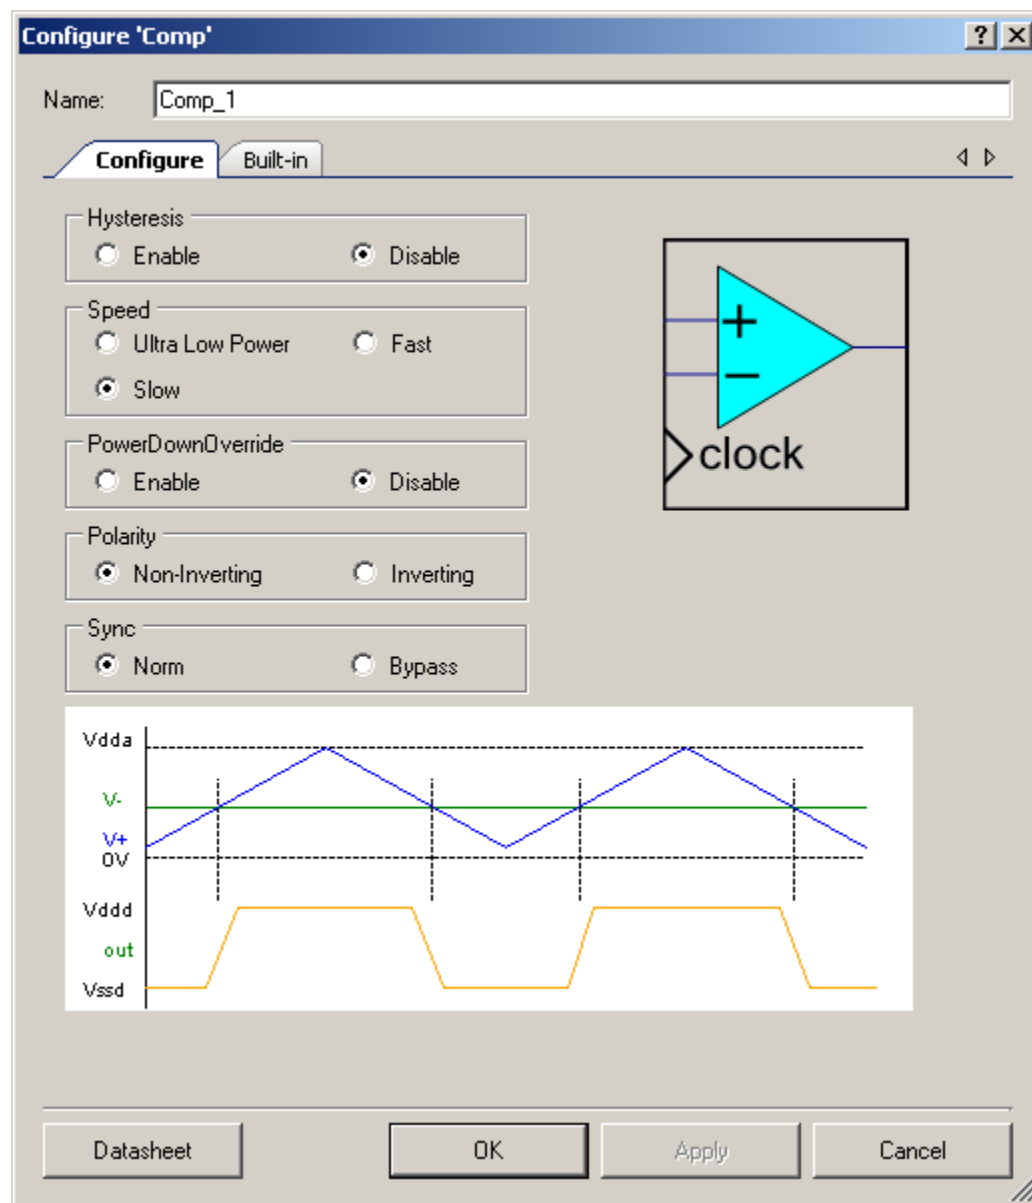 Configure 'Comp'
Name: Comp_1
Configure Built-in
Hysteresis
Enable Disable
Speed
Ultra Low Power Fast
Slow
PowerDownOverride
Enable Disable
Polarity
Non-Inverting Inverting
Sync
Norm Bypass
+
−
clock
Vdda
V-
V+
0V
Vddd
out
Vssd
Datasheet OK Apply Cancel